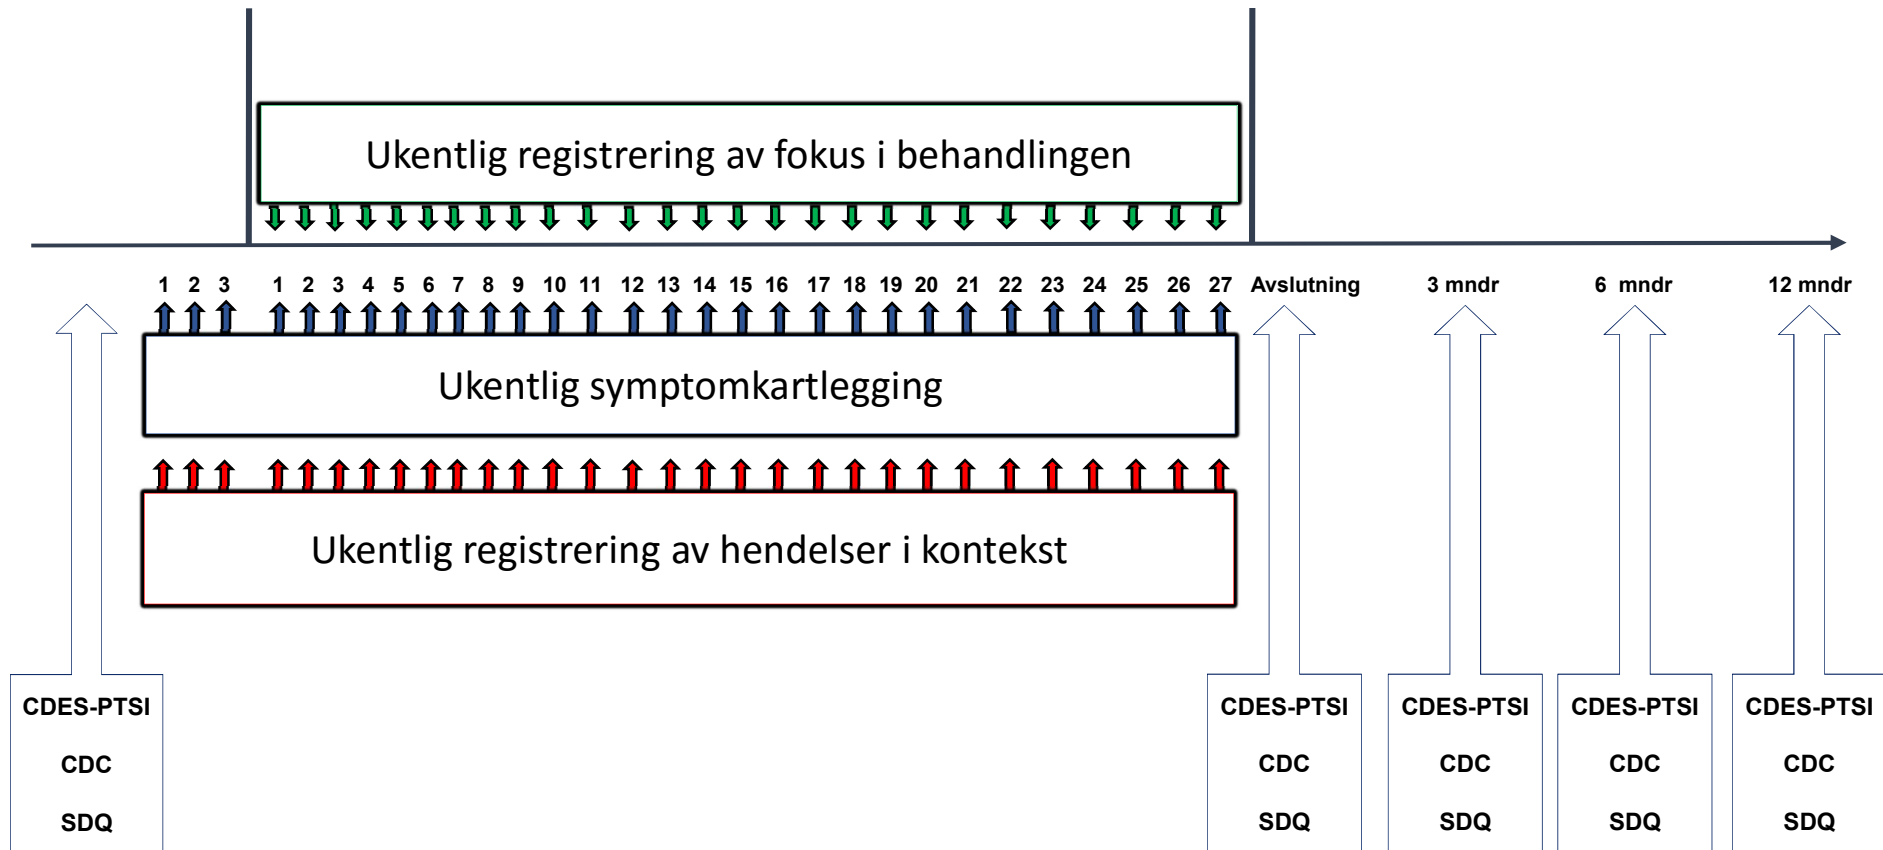 Ukentlig registrering av fokus i behandlingen
1 2 3 1 2 3 4 5 6 7 8 9 10 11 12 13 14 15 16 17 18 19 20 21 22 23 24 25 26 27 Avslutning 3 mndr 6 mndr 12 mndr
Ukentlig symptomkartlegging
Ukentlig registrering av hendelser i kontekst
CDES-PTSI CDES-PTSI CDES-PTSI CDES-PTSI CDES-PTSI
CDC CDC CDC CDC CDC
SDQ SDQ SDQ SDQ SDQ